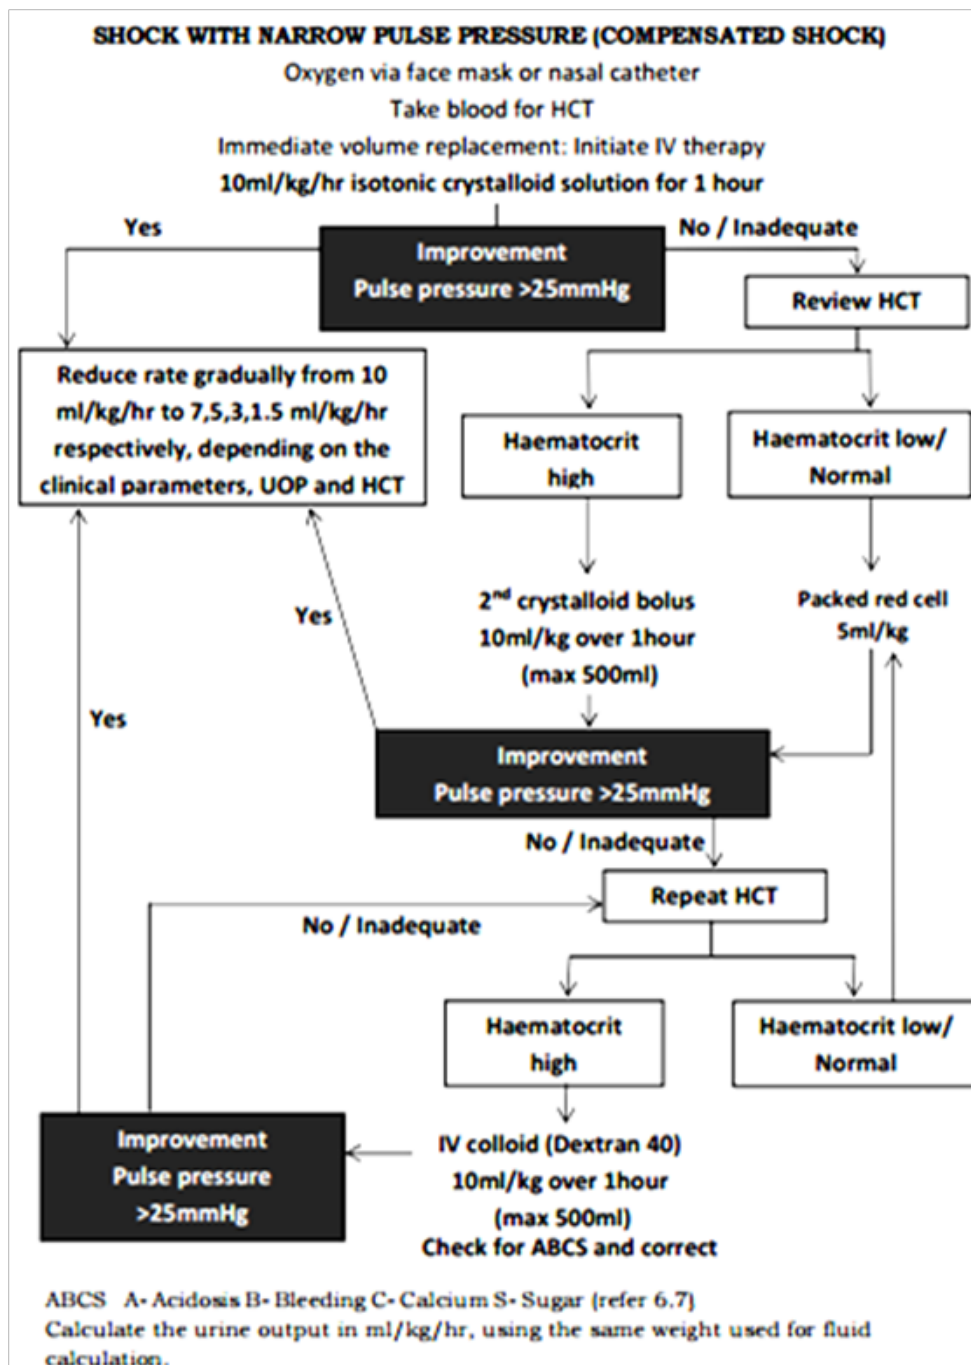 SHOCK WITH NARROW PULSE PRESSURE (COMPENSATED SHOCK)
Oxygen via face mask or nasal catheter
Take blood for HCT
Immediate volume replacement: Initiate IV therapy
10ml/kg/hr isotonic crystalloid solution for 1 hour
Yes
No / Inadequate
Improvement
Pulse pressure >25mmHg
Review HCT
Reduce rate gradually from 10
ml/kg/hr to 7,5,3,1.5 ml/kg/hr
respectively, depending on the
clinical parameters, UOP and HCT
Haematocrit
high
Haematocrit low/
Normal
2nd crystalloid bolus
10ml/kg over 1hour
(max 500ml)
Packed red cell
5ml/kg
Yes
Yes
Improvement
Pulse pressure >25mmHg
No / Inadequate
Repeat HCT
No / Inadequate
Haematocrit
high
Haematocrit low/
Normal
Improvement
Pulse pressure
>25mmHg
IV colloid (Dextran 40)
10ml/kg over 1hour
(max 500ml)
Check for ABCS and correct
ABCS A- Acidosis B- Bleeding C- Calcium S- Sugar (refer 6.7)
Calculate the urine output in ml/kg/hr, using the same weight used for fluid
calculation.